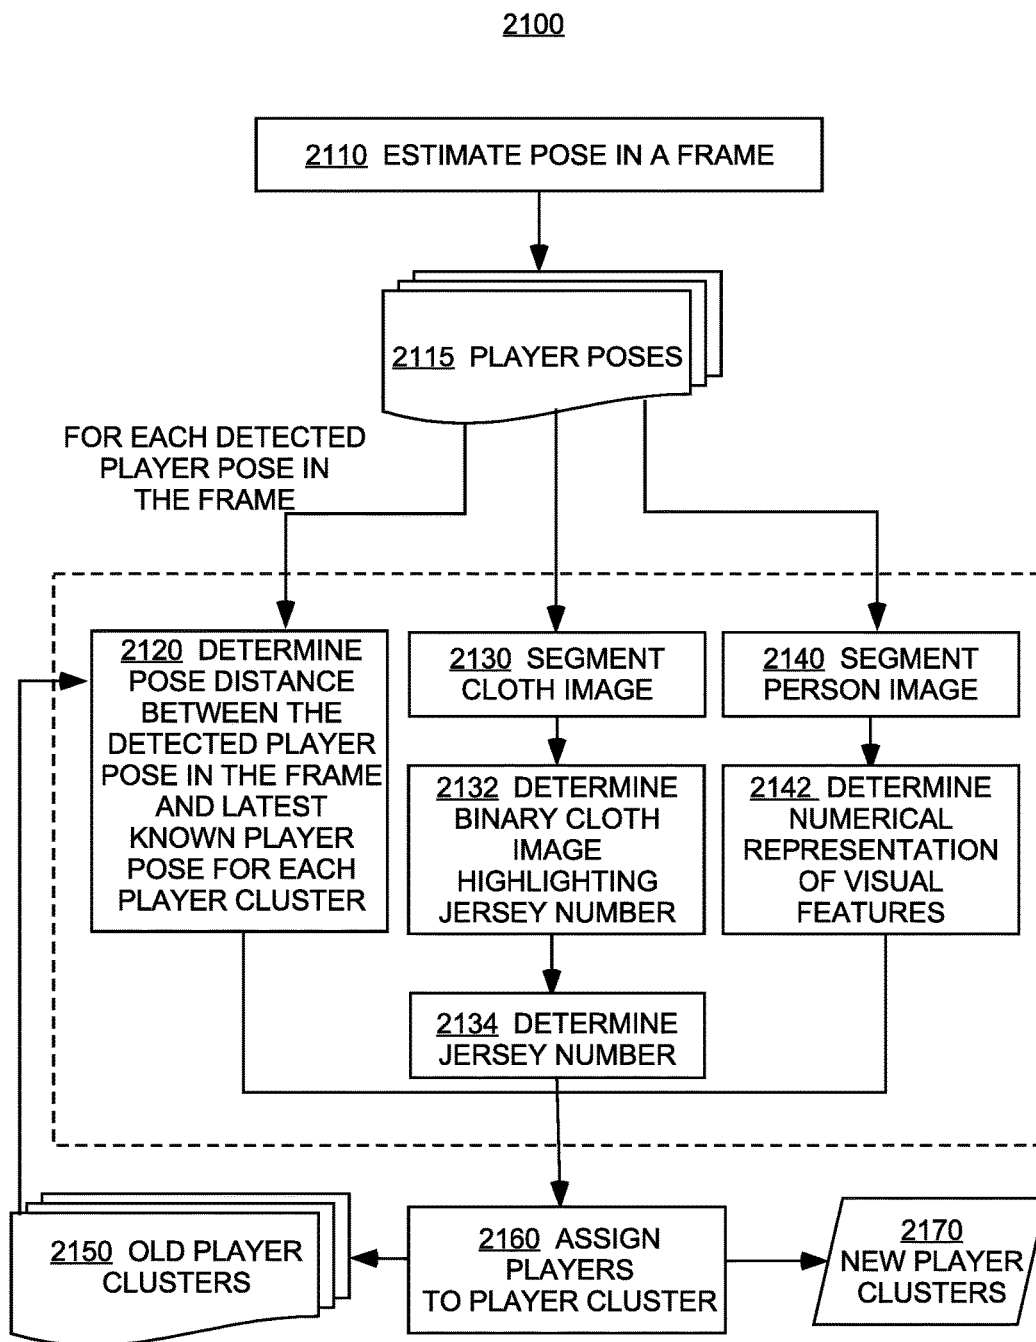 2100
2110 ESTIMATE POSE IN A FRAME
2115 PLAYER POSES
FOR EACH DETECTED
PLAYER POSE IN
THE FRAME
2120 DETERMINE
POSE DISTANCE
BETWEEN THE
DETECTED PLAYER
POSE IN THE FRAME
AND LATEST
KNOWN PLAYER
POSE FOR EACH
PLAYER CLUSTER
2130 SEGMENT
CLOTH IMAGE
2140 SEGMENT
PERSON IMAGE
2132 DETERMINE
BINARY CLOTH
IMAGE
HIGHLIGHTING
JERSEY NUMBER
2142 DETERMINE
NUMERICAL
REPRESENTATION
OF VISUAL
FEATURES
2134 DETERMINE
JERSEY NUMBER
2150 OLD PLAYER
CLUSTERS
2160 ASSIGN
PLAYERS
TO PLAYER CLUSTER
2170
NEW PLAYER
CLUSTERS